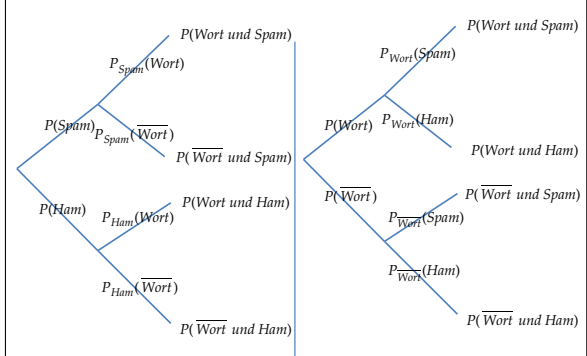 P(Wort und Spam)
P_Spam(Wort)
P(Spam)
P_Spam(W̅o̅r̅t̅)
P(W̅o̅r̅t̅ und Spam)
P(Ham)
P(Wort und Ham)
P_Ham(Wort)
P_Ham(W̅o̅r̅t̅)
P(W̅o̅r̅t̅ und Ham)
P(Wort und Spam)
P_Wort(Spam)
P(Wort)
P_Wort(Ham)
P(Wort und Ham)
P(W̅o̅r̅t̅)
P(W̅o̅r̅t̅ und Spam)
P_W̅o̅r̅t̅(Spam)
P_W̅o̅r̅t̅(Ham)
P(W̅o̅r̅t̅ und Ham)